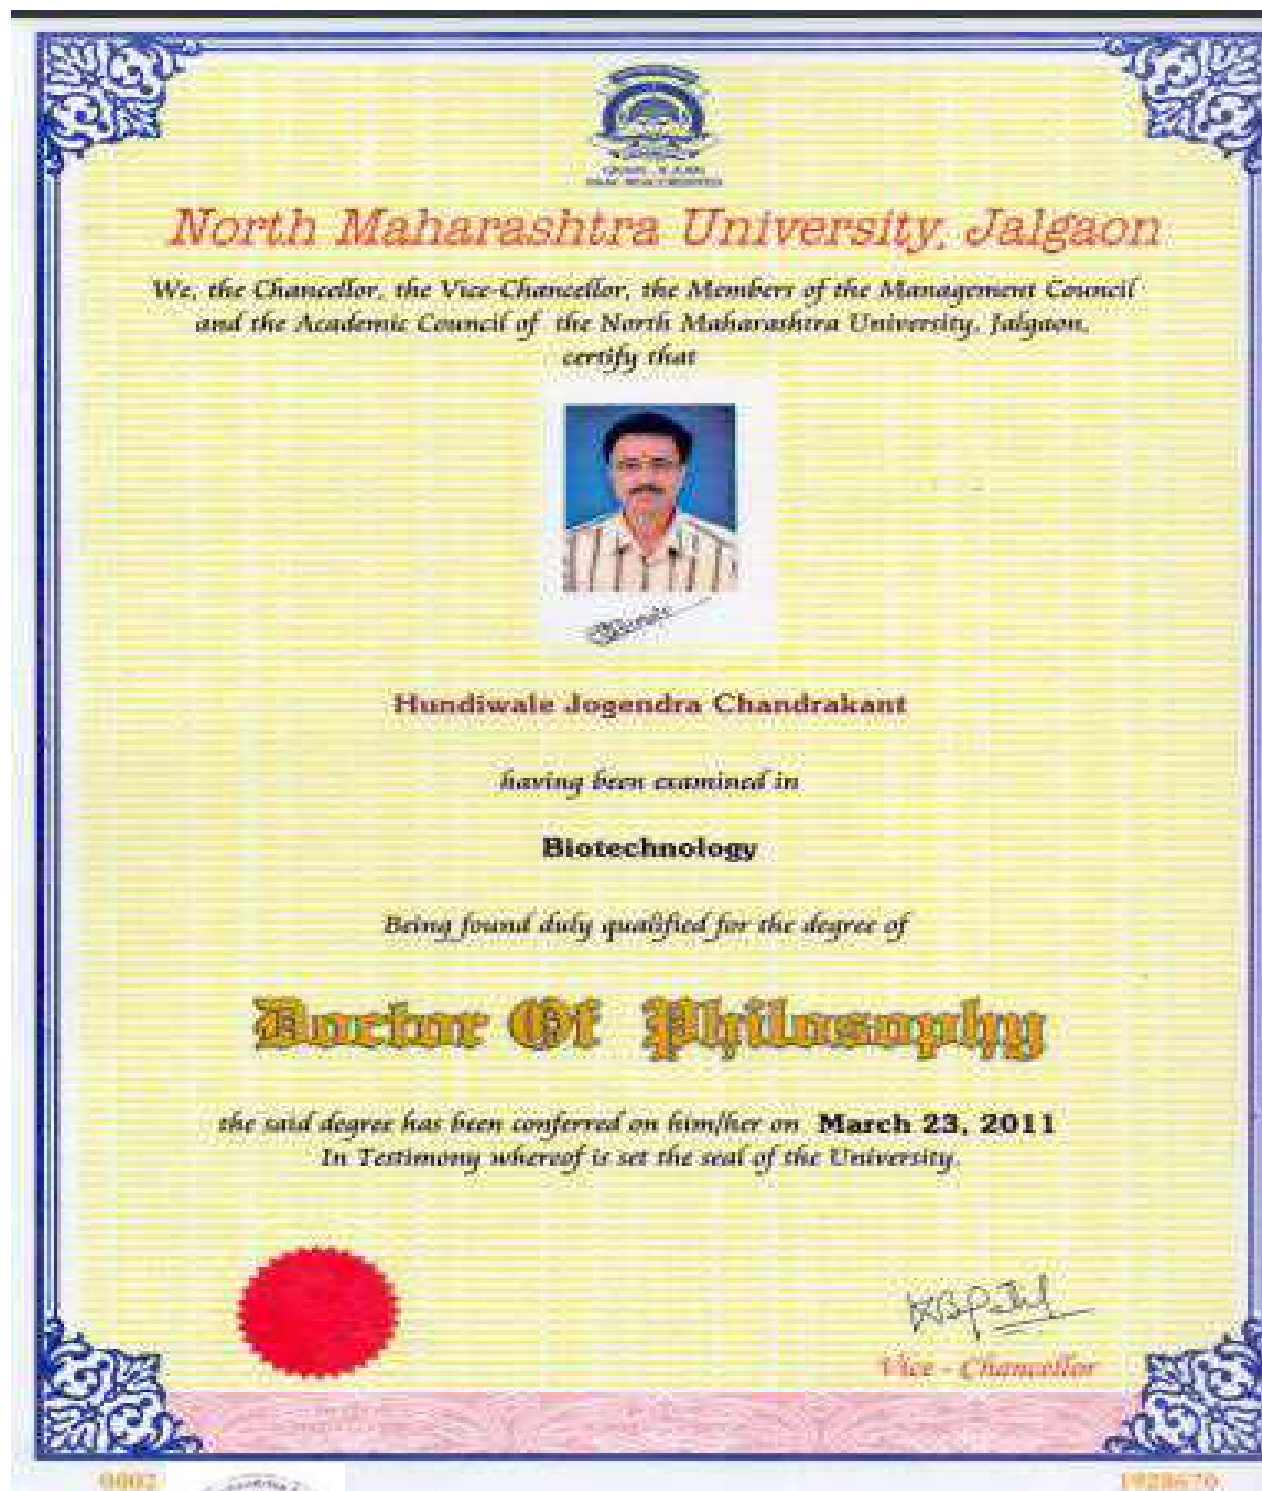 North Maharashtra University, Jalgaon
We, the Chancellor, the Vice-Chancellor, the Members of the Management Council
and the Academic Council of the North Maharashtra University, Jalgaon,
certify that
Hundiwale Jogendra Chandrakant
having been examined in
Biotechnology
Being found duly qualified for the degree of
Doctor Of Philosophy
the said degree has been conferred on him/her on March 23, 2011
In Testimony whereof is set the seal of the University.
Vice - Chancellor
0002
1928670